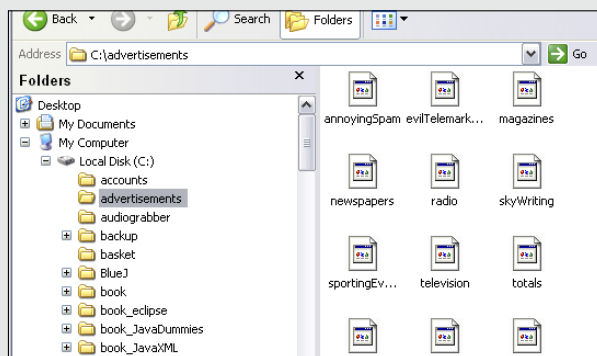 Back Search Folders
Address C:\advertisements Go
Folders x
Desktop
My Documents
My Computer
Local Disk (C:)
accounts
advertisements
audiograbber
backup
basket
BlueJ
book
book_eclipse
book_JavaDummies
book_JavaXML
annoyingSpam evilTelemark... magazines
newspapers radio skyWriting
sportingEv... television totals